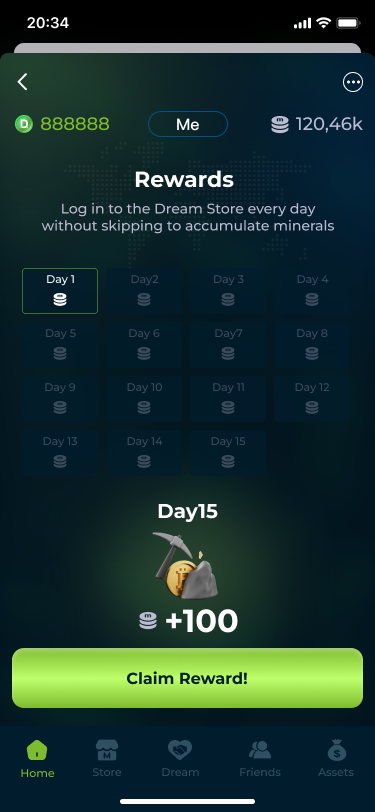 20:34
888888
Me
120,46k
Rewards
Log in to the Dream Store every day
without skipping to accumulate minerals
Day 1
Day2
Day 3
Day 4
Day 5
Day 6
Day7
Day 8
Day 9
Day 10
Day 11
Day 12
Day 13
Day 14
Day 15
Day15
+100
Claim Reward!
Home
Store
Dream
Friends
Assets